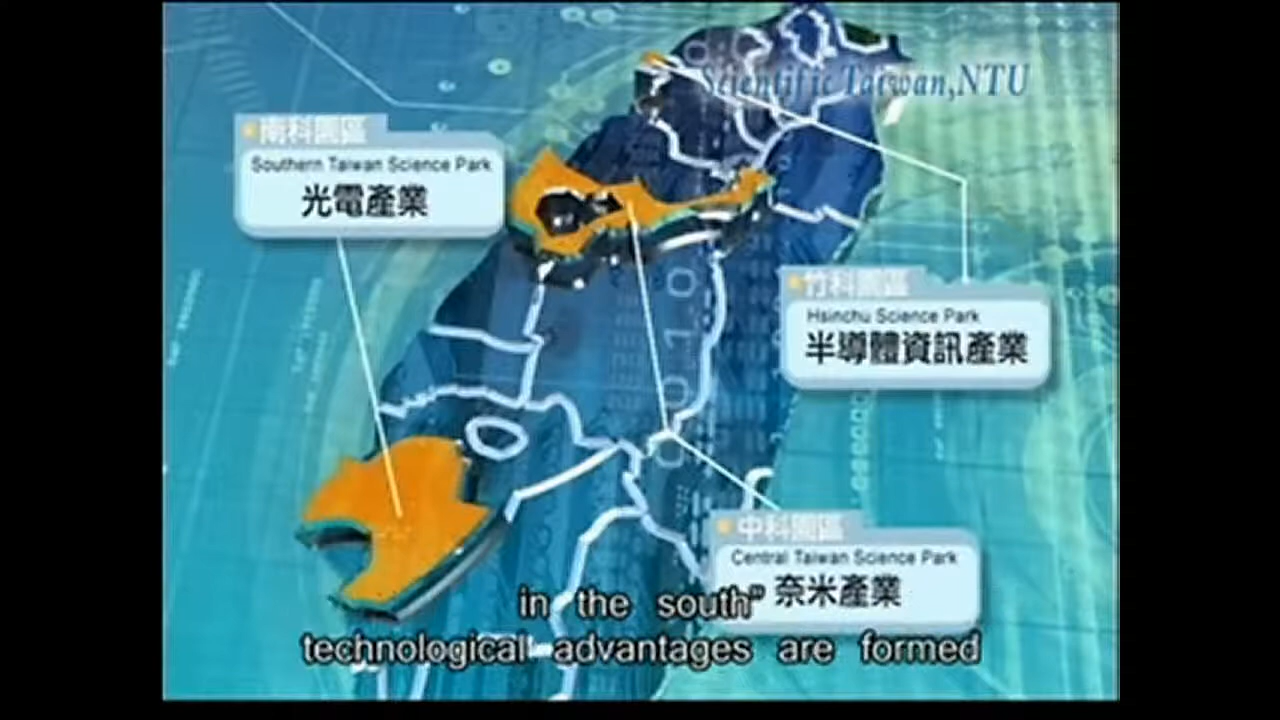 Scientific Taiwan,NTU
南科園區
Southern Taiwan Science Park
光電產業
竹科園區
Hsinchu Science Park
半導體資訊產業
中科園區
Central Taiwan Science Park
奈米產業
in the south"
technological advantages are formed